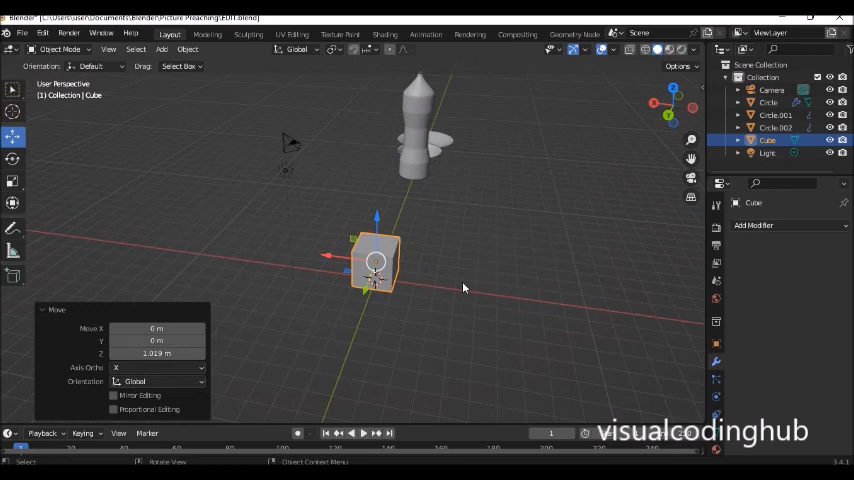 Blender* [C:\Users\user\Documents\Blender\Picture Preaching\EDIT.blend]
File Edit Render Window Help Layout Modeling Sculpting UV Editing Texture Paint Shading Animation Rendering Compositing Geometry Node Scene ViewLayer
Object Mode View Select Add Object Global
Orientation: Default Drag: Select Box Options
User Perspective
(1) Collection | Cube
Scene Collection
Collection
Camera
Circle
Circle.001
Circle.002
Cube
Light
Z
X
Y
Cube
Add Modifier
Move
Move X 0 m
Y 0 m
Z 1.019 m
Axis Ortho X
Orientation Global
Mirror Editing
Proportional Editing
Playback Keying View Marker 1 250
visualcodinghub
1 20
Select Rotate View Object Context Menu 3.4.1